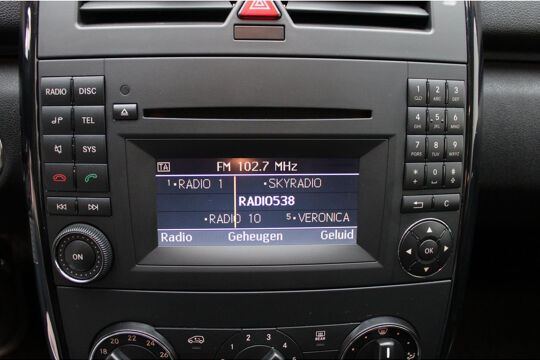 RADIO DISC
TEL
SYS
ON
TA
FM 102.7 MHz
1 • RADIO 1 • SKYRADIO
RADIO538
• RADIO 10 5 • VERONICA
Radio Geheugen Geluid
1 2 ABC 3 DEF
4 GHI 5 JKL 6 MNO
7 PQRS 8 TUV 9 WXYZ
* 0 #
C
OK
REAR